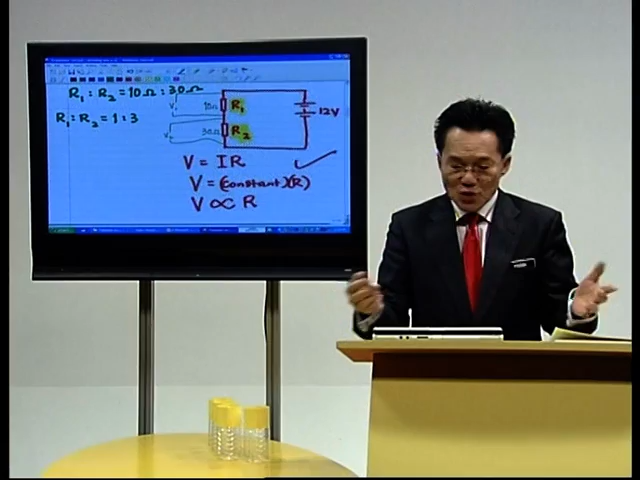 R₁ : R₂ = 10Ω : 30Ω
R₁ : R₂ = 1 : 3
V 10Ω R₁ 12V
V 30Ω R₂
V = IR
V = (constant)(R)
V ∝ R